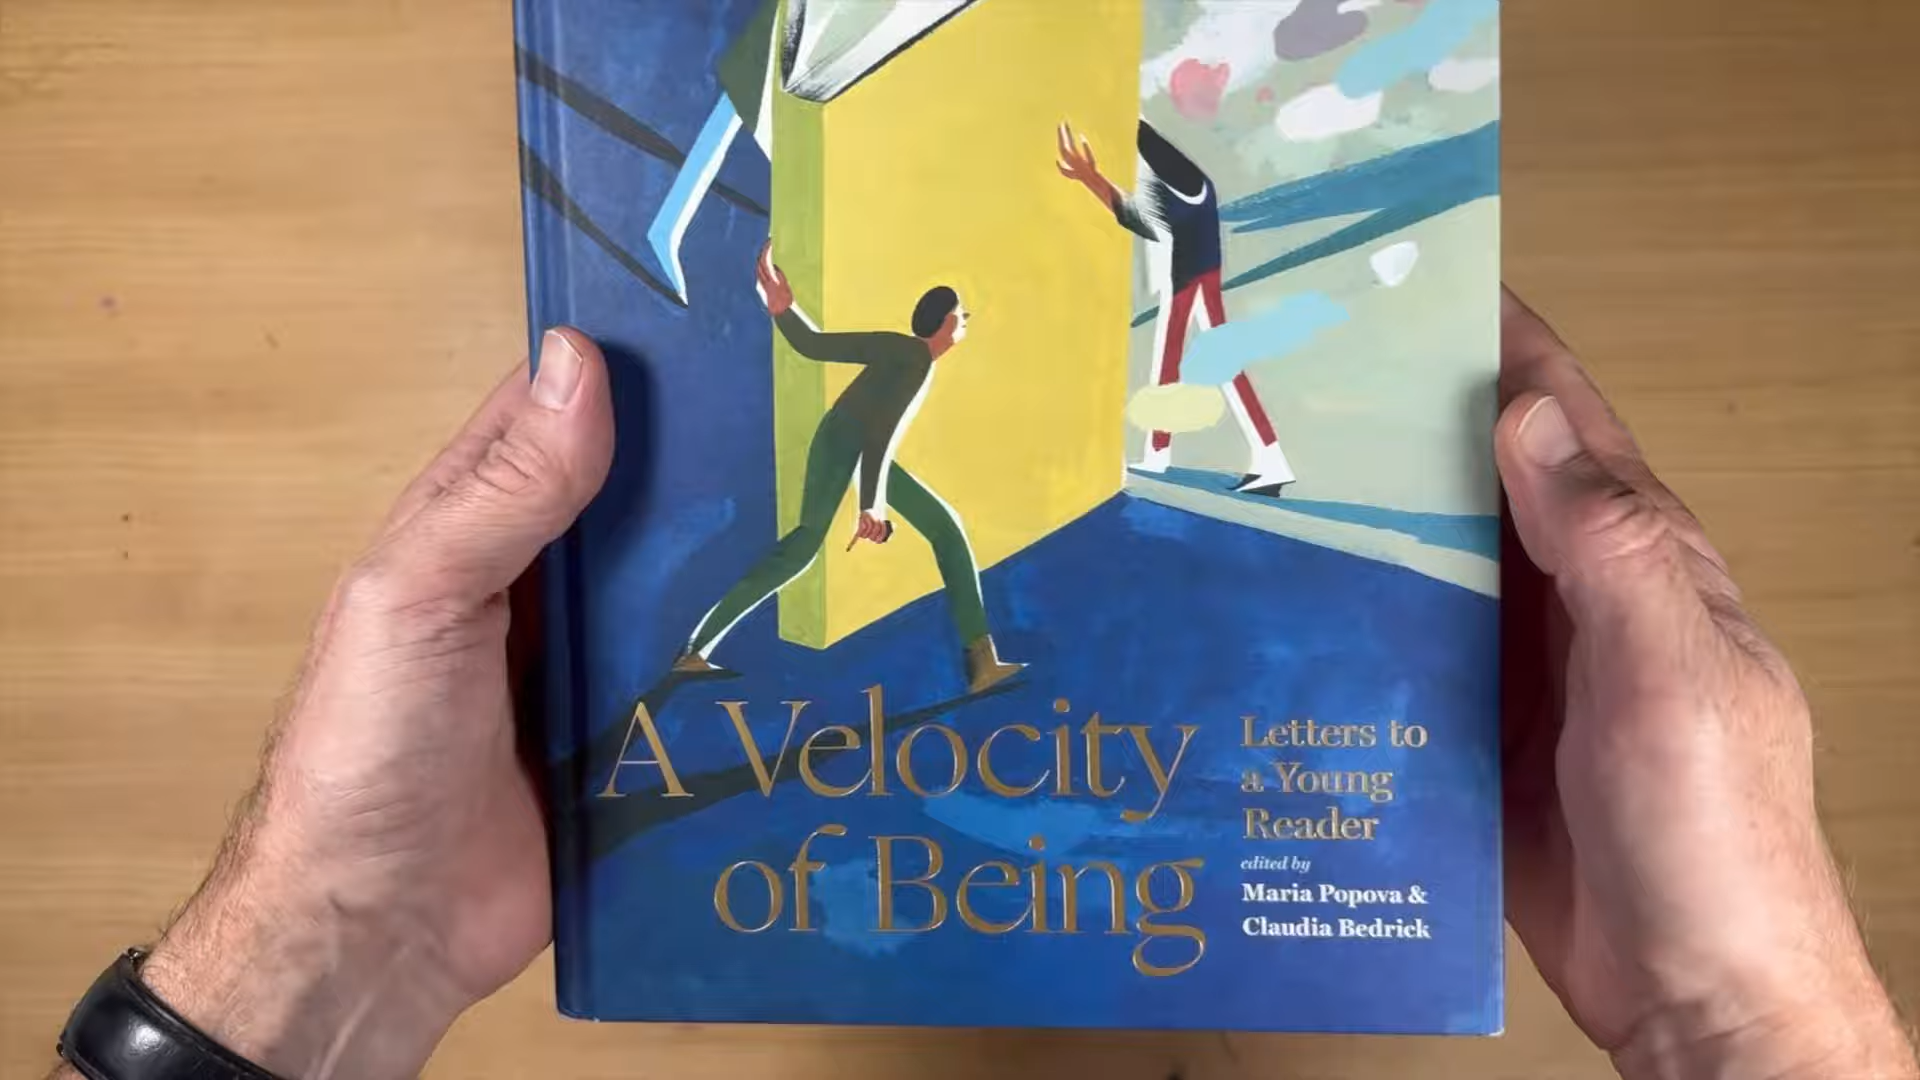 A Velocity
of Being
Letters to
a Young
Reader
edited by
Maria Popova &
Claudia Bedrick